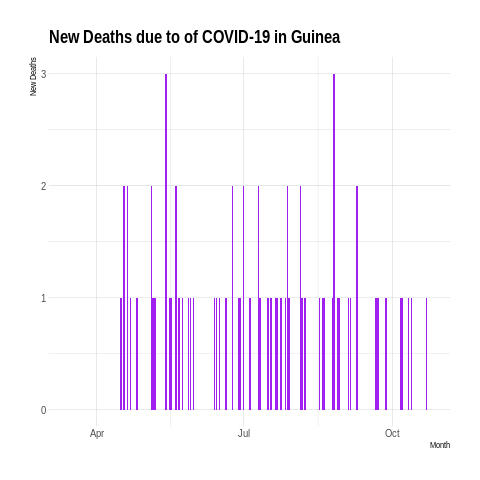 New Deaths due to of COVID-19 in Guinea
New Deaths
3
2
1
0
Apr
Jul
Oct
Month